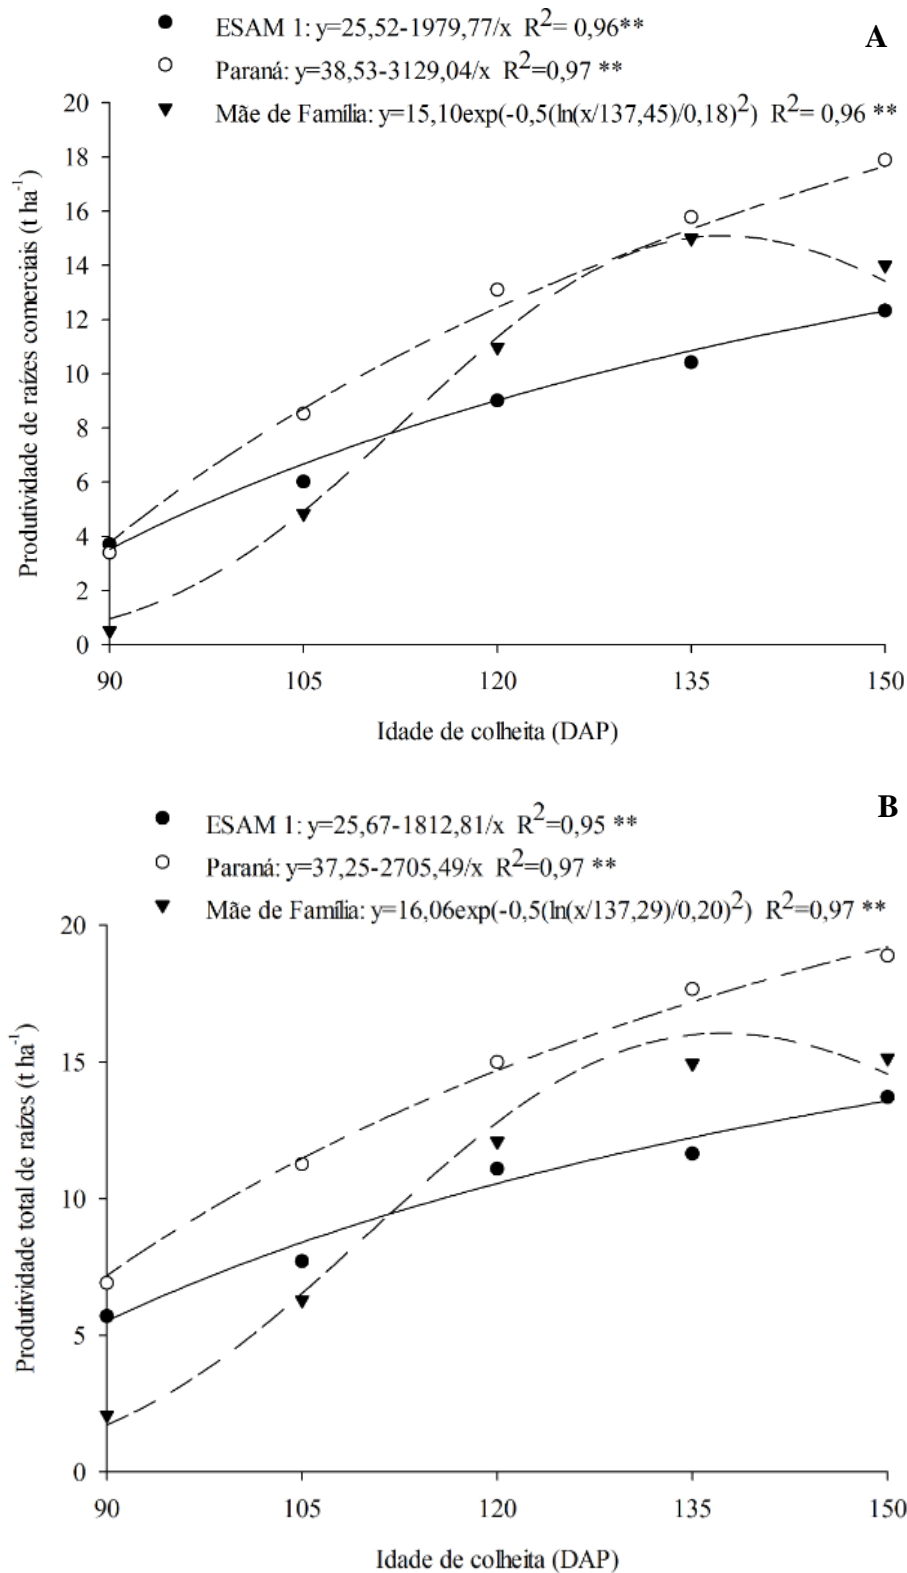 ESAM 1: y=25,52-1979,77/x R²= 0,96**
A
Paraná: y=38,53-3129,04/x R²=0,97 **
Mãe de Família: y=15,10exp(-0,5(ln(x/137,45)/0,18)²) R²= 0,96 **
Produtividade de raízes comerciais (t ha⁻¹)
20
18
16
14
12
10
8
6
4
2
0
90 105 120 135 150
Idade de colheita (DAP)
B
ESAM 1: y=25,67-1812,81/x R²=0,95 **
Paraná: y=37,25-2705,49/x R²=0,97 **
Mãe de Família: y=16,06exp(-0,5(ln(x/137,29)/0,20)²) R²=0,97 **
Produtividade total de raízes (t ha⁻¹)
20
15
10
5
0
90 105 120 135 150
Idade de colheita (DAP)